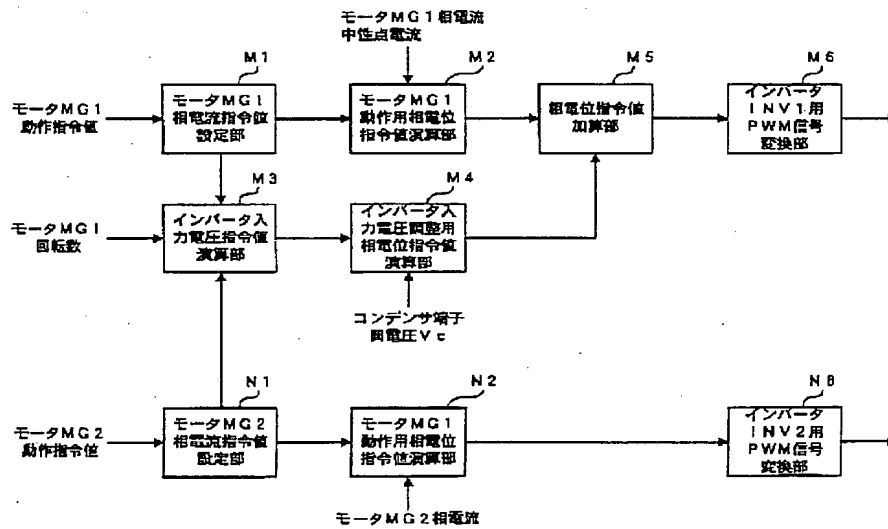 モータMG1相電流
中性点電流
M1
M2
M5
M6
モータMG1
動作指令値
モータMG1
相電流指令値
設定部
モータMG1
動作用相電位
指令値演算部
相電位指令値
加算部
インバータ
INV1用
PWM信号
変換部
M3
M4
モータMG1
回転数
インバータ入
力電圧指令値
演算部
インバータ入
力電圧調整用
相電位指令値
演算部
コンデンサ端子
間電圧Vc
N1
N2
N8
モータMG2
動作指令値
モータMG2
相電流指令値
設定部
モータMG1
動作用相電位
指令値演算部
インバータ
INV2用
PWM信号
変換部
モータMG2相電流